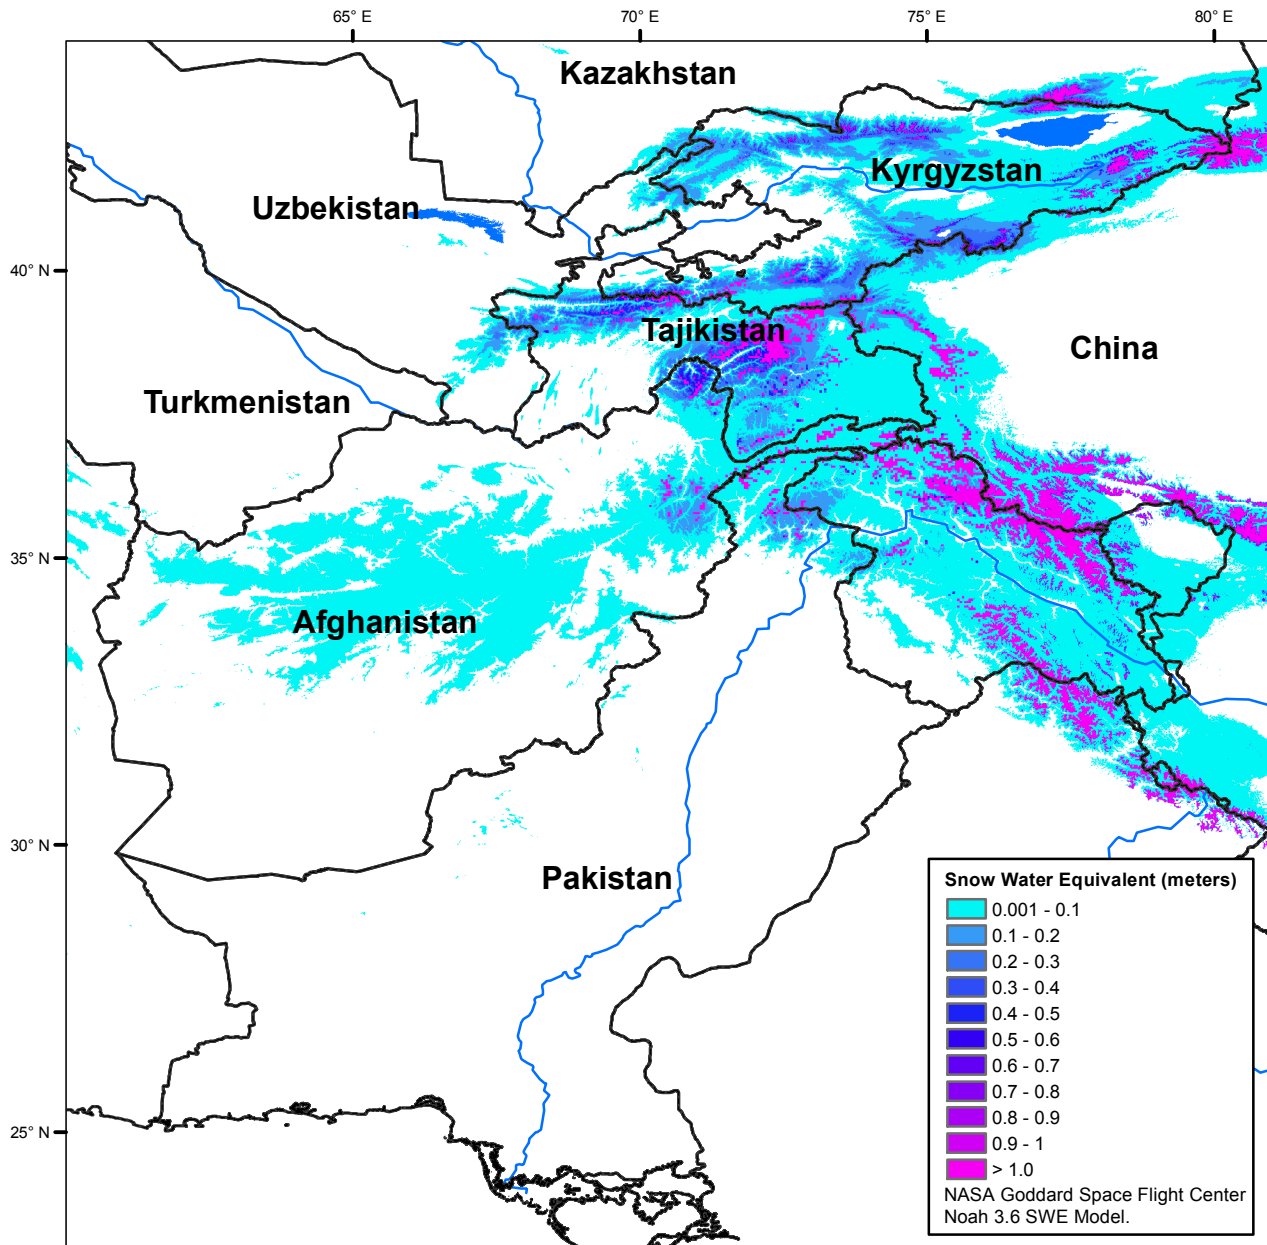 65° E
70° E
75° E
80° E
Kazakhstan
Kyrgyzstan
Uzbekistan
40° N
Tajikistan
China
Turkmenistan
35° N
Afghanistan
30° N
Pakistan
25° N
Snow Water Equivalent (meters)
0.001 - 0.1
0.1 - 0.2
0.2 - 0.3
0.3 - 0.4
0.4 - 0.5
0.5 - 0.6
0.6 - 0.7
0.7 - 0.8
0.8 - 0.9
0.9 - 1
> 1.0
NASA Goddard Space Flight Center
Noah 3.6 SWE Model.